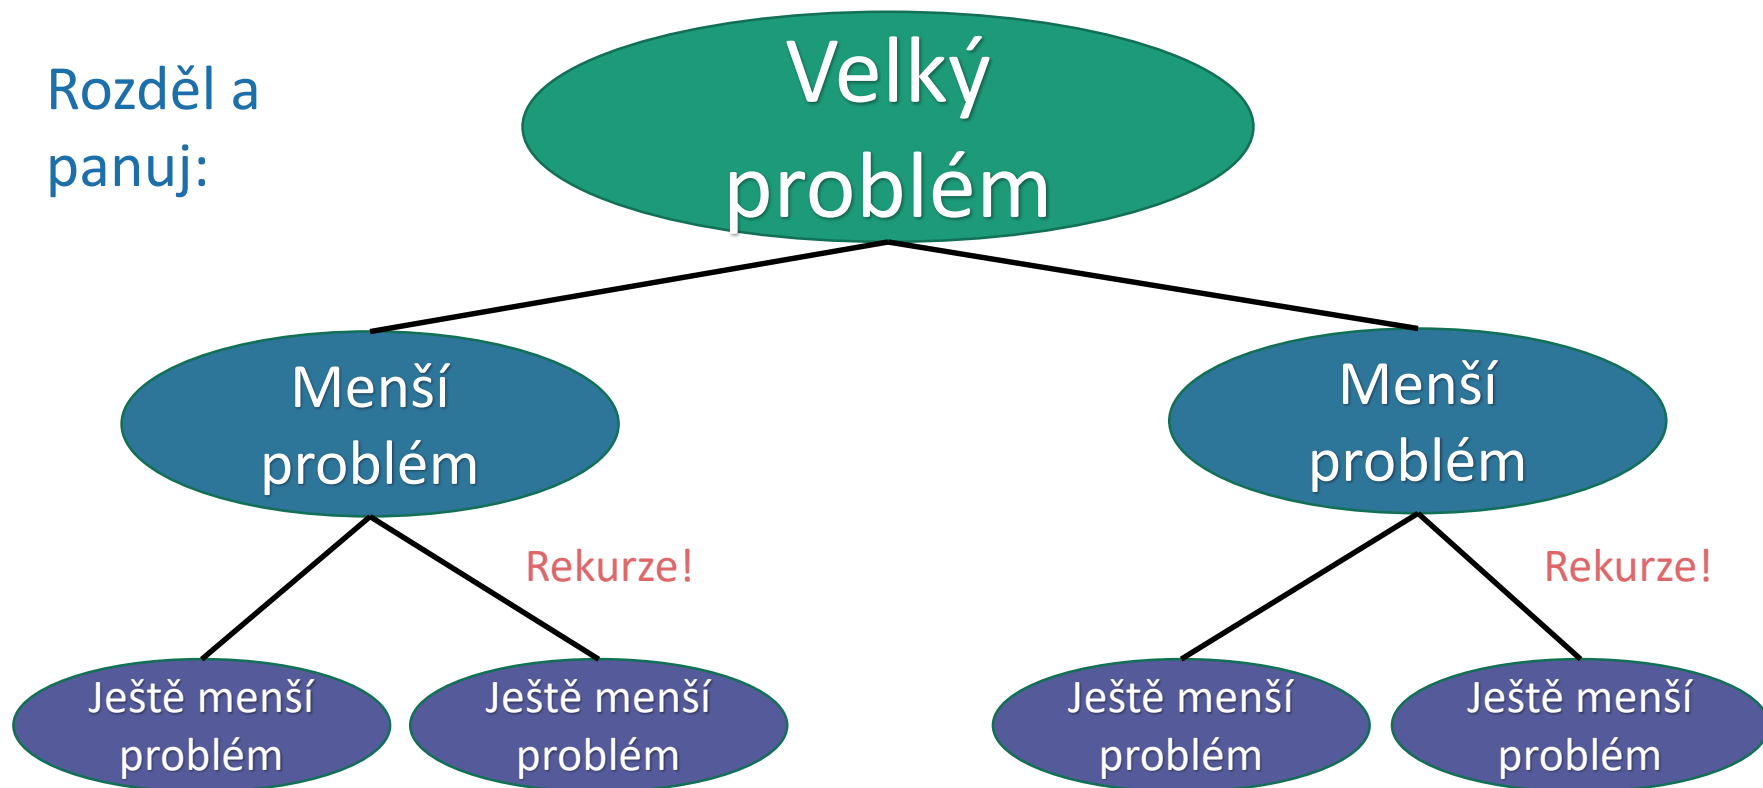 Rozděl a
panuj:
Velký
problém
Menší
problém
Menší
problém
Rekurze!
Rekurze!
Ještě menší
problém
Ještě menší
problém
Ještě menší
problém
Ještě menší
problém